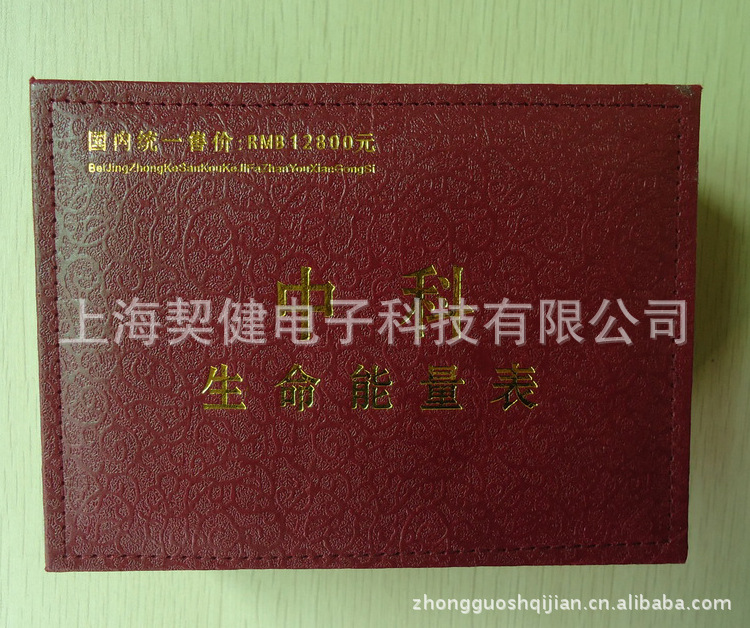 国内统一售价:RMB12800元
BeiJingZhongKeSanKouKeJiFaZhanYouXianGongSi
中科
上海契健电子科技有限公司
生命能量表
zhongguoshqijian.cn.alibaba.com